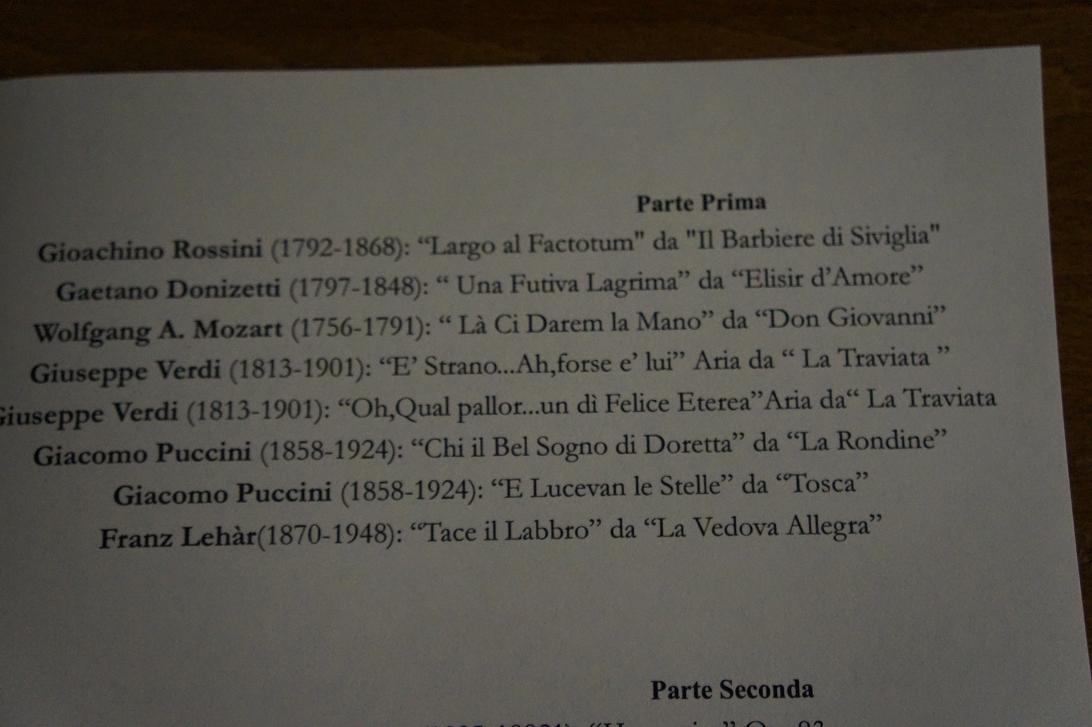 Parte Prima
Gioachino Rossini (1792-1868): “Largo al Factotum" da "Il Barbiere di Siviglia"
Gaetano Donizetti (1797-1848): “ Una Futiva Lagrima” da “Elisir d’Amore”
Wolfgang A. Mozart (1756-1791): “ Là Ci Darem la Mano” da “Don Giovanni”
Giuseppe Verdi (1813-1901): “E’ Strano...Ah,forse e’ lui” Aria da “ La Traviata ”
Giuseppe Verdi (1813-1901): “Oh,Qual pallor...un dì Felice Eterea”Aria da“ La Traviata
Giacomo Puccini (1858-1924): “Chi il Bel Sogno di Doretta” da “La Rondine”
Giacomo Puccini (1858-1924): “E Lucevan le Stelle” da “Tosca”
Franz Lehàr(1870-1948): “Tace il Labbro” da “La Vedova Allegra”
Parte Seconda